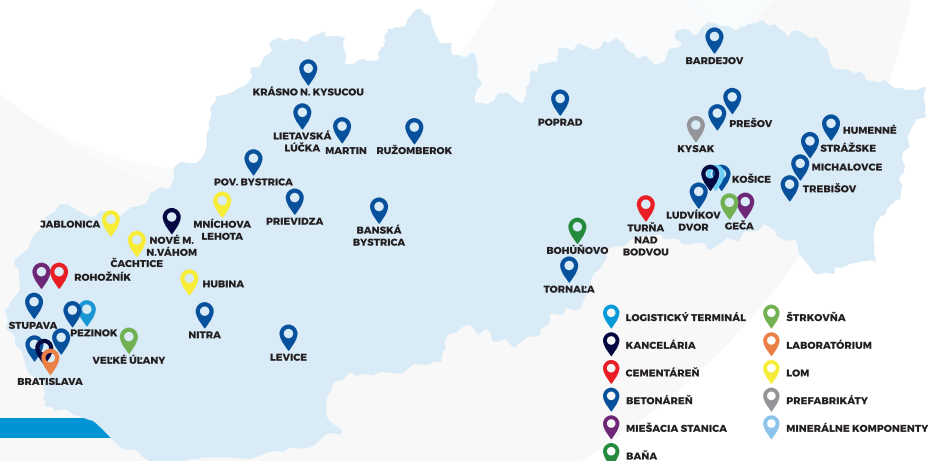 BARDEJOV
KRÁSNO N. KYSUCOU
POPRAD
PREŠOV
HUMENNÉ
LIETAVSKÁ
LÚČKA
MARTIN
RUŽOMBEROK
KYSAK
STRÁŽSKE
MICHALOVCE
POV. BYSTRICA
KOŠICE
TREBIŠOV
JABLONICA
MNÍCHOVA
LEHOTA
PRIEVIDZA
BANSKÁ
BYSTRICA
LUDVÍKOV
DVOR
GEČA
TURŇA
NAD
BODVOU
NOVÉ M.
N.VÁHOM
ČACHTICE
BOHÚŇOVO
ROHOŽNÍK
HUBINA
TORNAĽA
STUPAVA
PEZINOK
NITRA
LEVICE
VEĽKÉ ÚĽANY
BRATISLAVA
LOGISTICKÝ TERMINÁL
KANCELÁRIA
CEMENTÁREŇ
BETONÁREŇ
MIEŠACIA STANICA
BAŇA
ŠTRKOVŇA
LABORATÓRIUM
LOM
PREFABRIKÁTY
MINERÁLNE KOMPONENTY